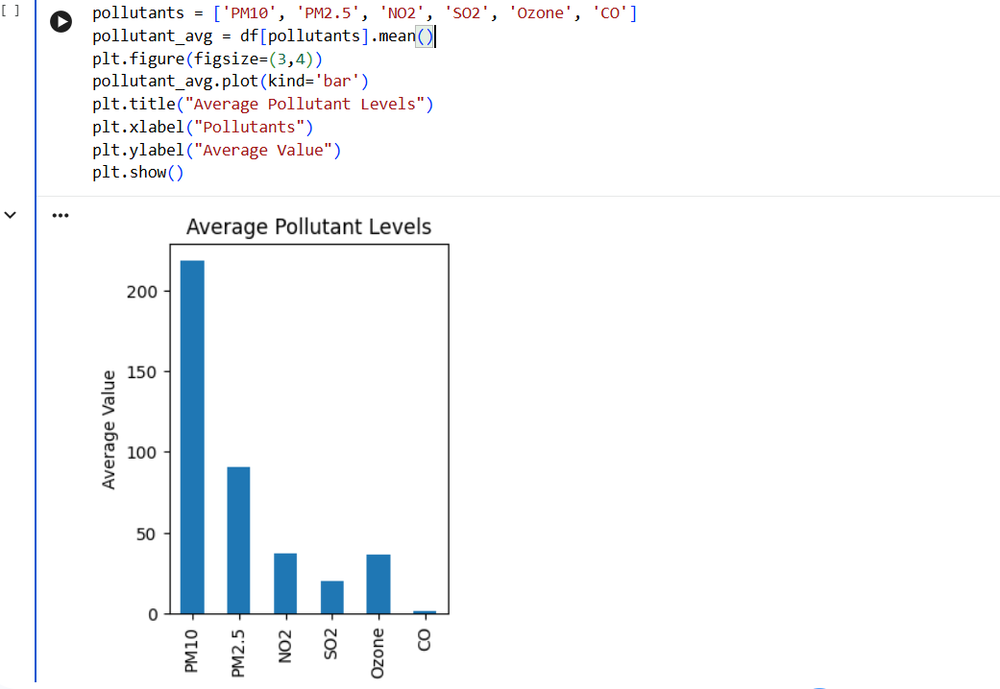 [ ]
pollutants = ['PM10', 'PM2.5', 'NO2', 'SO2', 'Ozone', 'CO']
pollutant_avg = df[pollutants].mean()
plt.figure(figsize=(3,4))
pollutant_avg.plot(kind='bar')
plt.title("Average Pollutant Levels")
plt.xlabel("Pollutants")
plt.ylabel("Average Value")
plt.show()
Average Pollutant Levels
Average Value
200
150
100
50
0
PM10
PM2.5
NO2
SO2
Ozone
CO